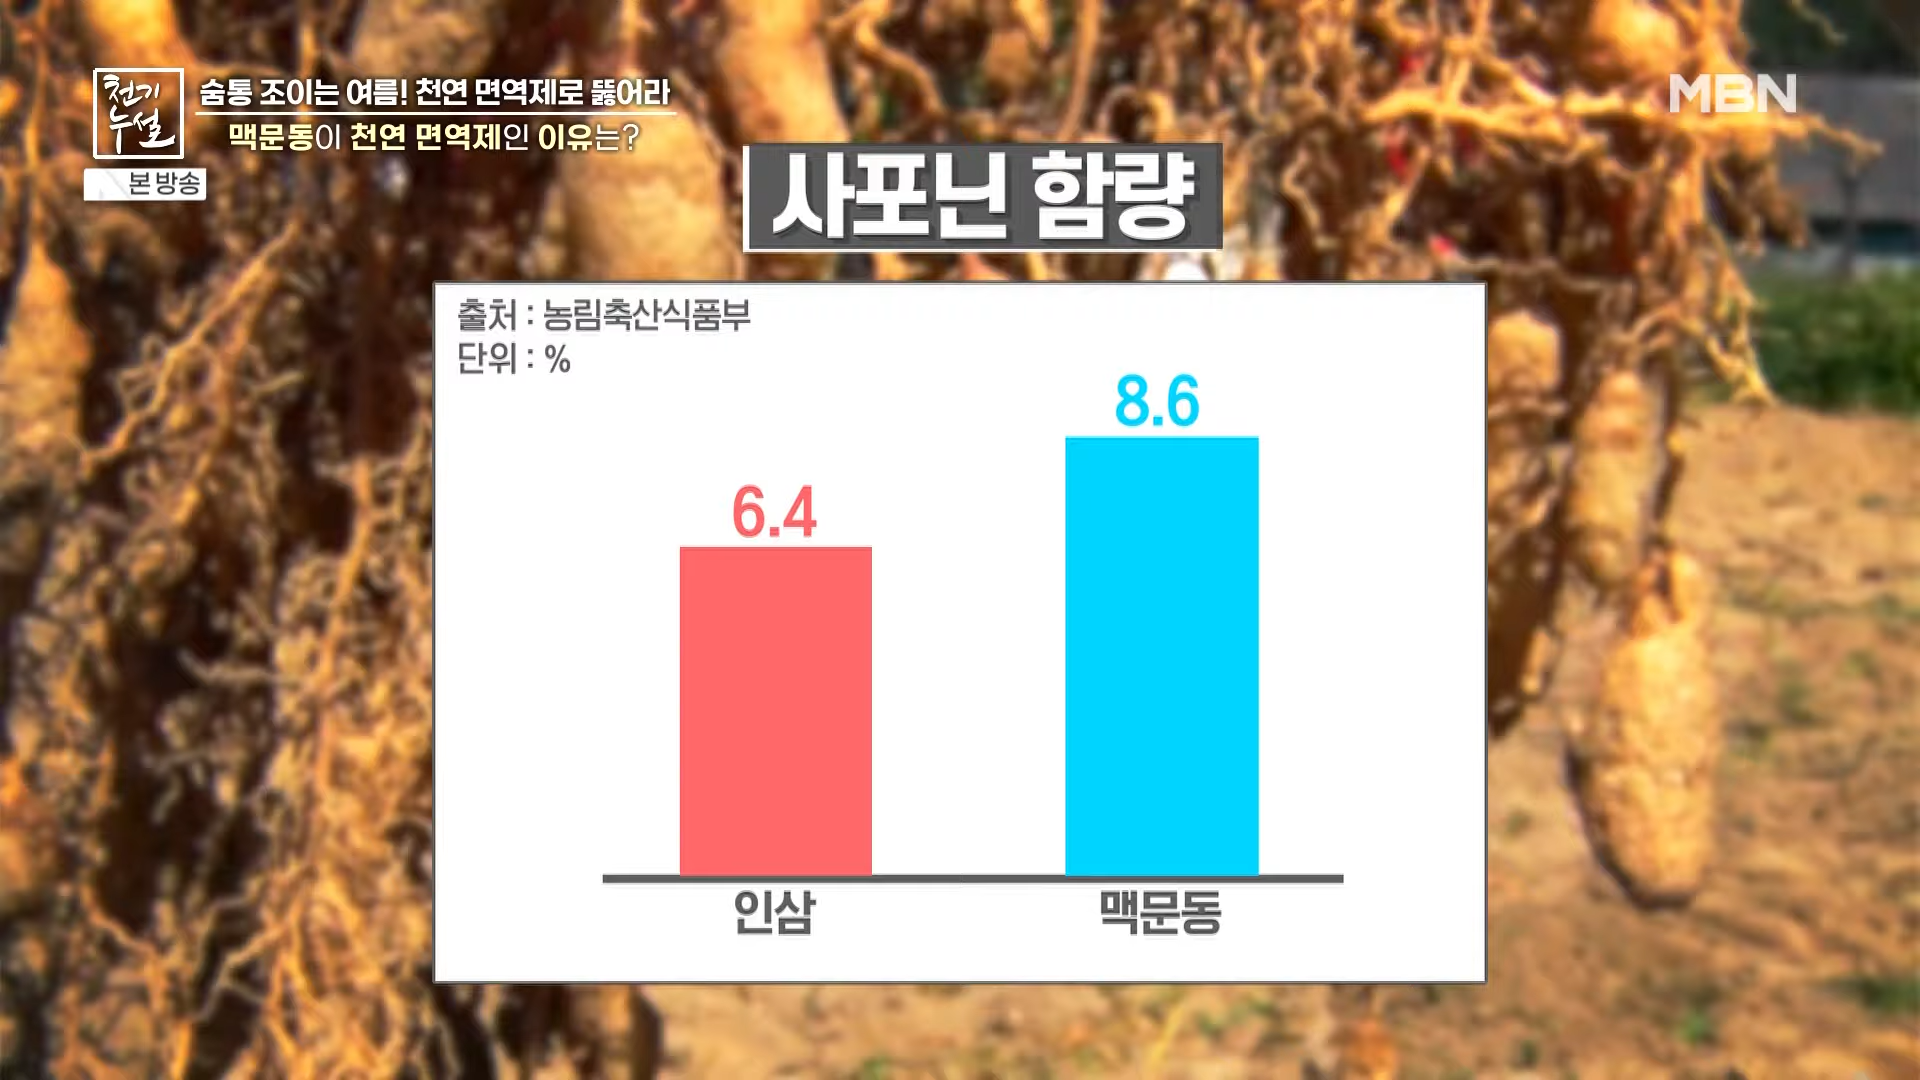 천기
누설
숨통 조이는 여름! 천연 면역제로 뚫어라
맥문동이 천연 면역제인 이유는?
본방송
MBN
사포닌 함량
출처 : 농림축산식품부
단위 : %
6.4
8.6
인삼
맥문동